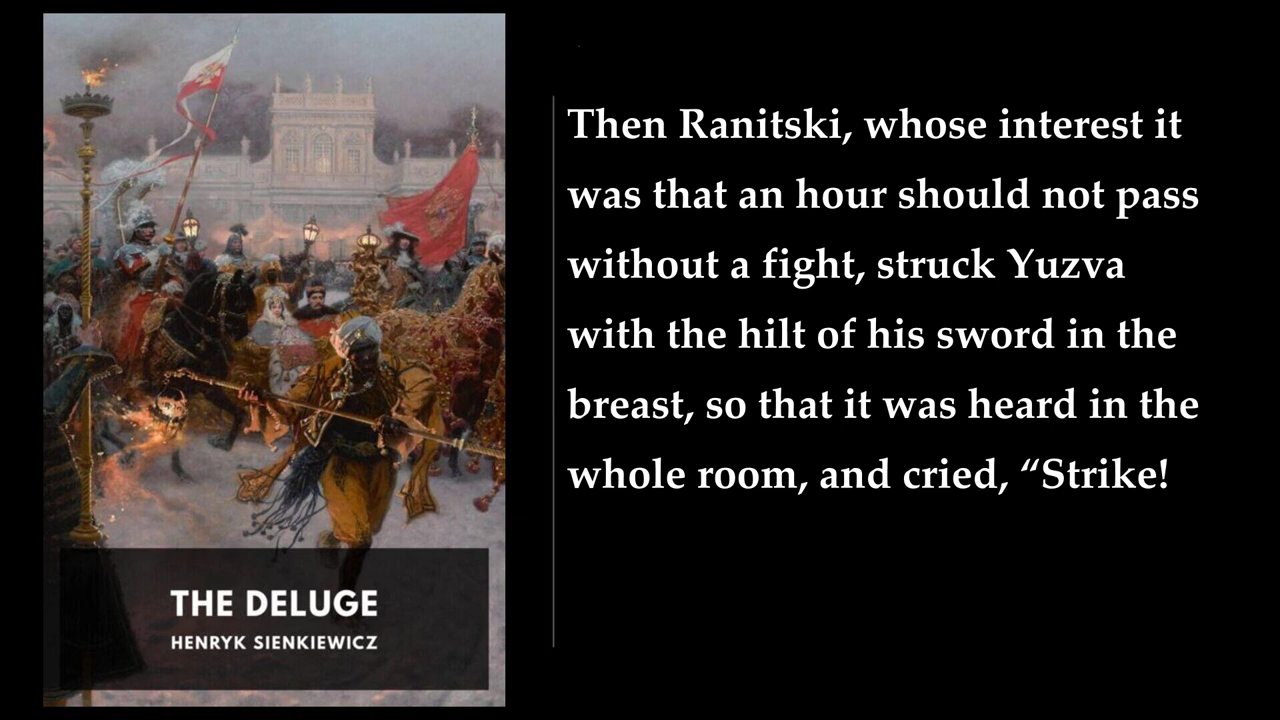 THE DELUGE
HENRYK SIENKIEWICZ
Then Ranitski, whose interest it
was that an hour should not pass
without a fight, struck Yuzva
with the hilt of his sword in the
breast, so that it was heard in the
whole room, and cried, “Strike!